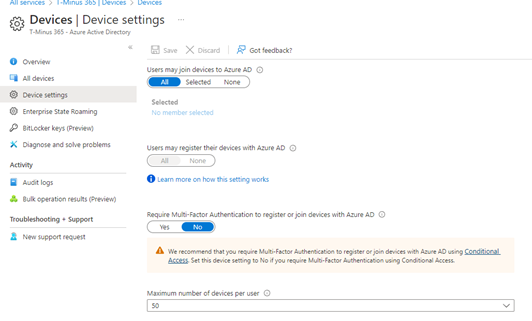 All services > T-Minus 365 | Devices > Devices
Devices | Device settings ...
T-Minus 365 - Azure Active Directory
«
Save Discard Got feedback?
Overview
All devices
Device settings
Enterprise State Roaming
BitLocker keys (Preview)
Diagnose and solve problems
Activity
Audit logs
Bulk operation results (Preview)
Troubleshooting + Support
New support request
Users may join devices to Azure AD
All Selected None
Selected
No member selected
Users may register their devices with Azure AD
All None
Learn more on how this setting works
Require Multi-Factor Authentication to register or join devices with Azure AD
Yes No
We recommend that you require Multi-Factor Authentication to register or join devices with Azure AD using Conditional
Access. Set this device setting to No if you require Multi-Factor Authentication using Conditional Access.
Maximum number of devices per user
50